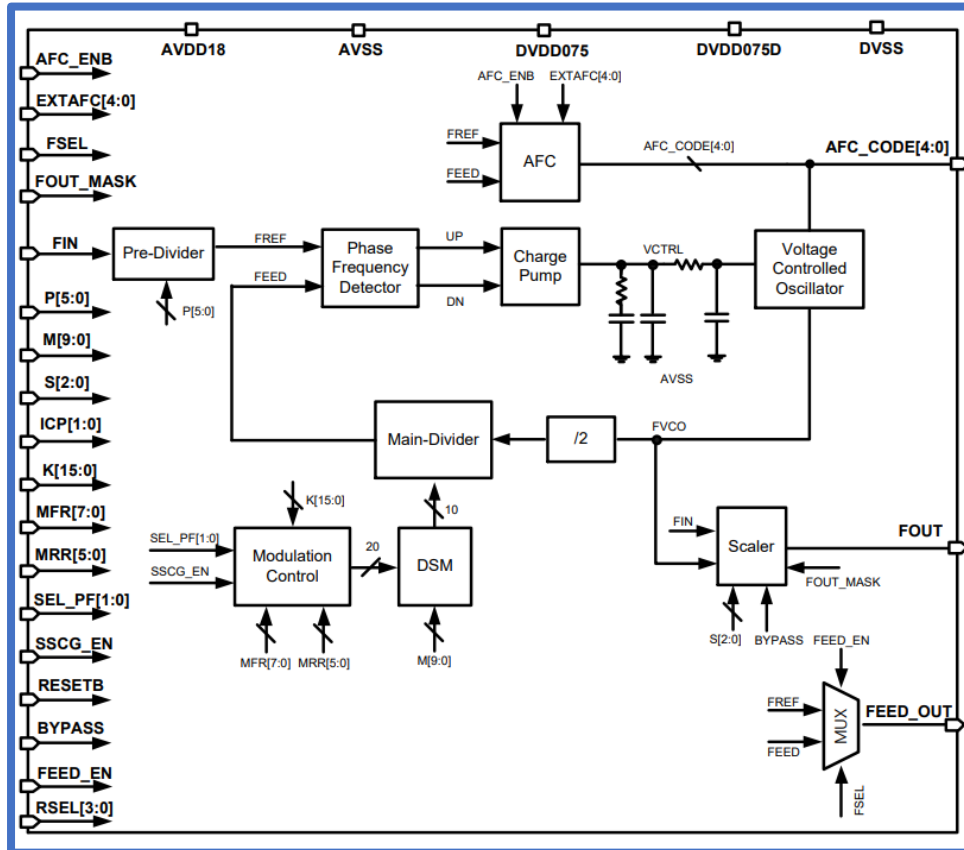 AVDD18
AVSS
DVDD075
DVDD075D
DVSS
AFC_ENB
EXTAFC[4:0]
FSEL
FOUT_MASK
FIN
P[5:0]
M[9:0]
S[2:0]
ICP[1:0]
K[15:0]
MFR[7:0]
MRR[5:0]
SEL_PF[1:0]
SSCG_EN
RESETB
BYPASS
FEED_EN
RSEL[3:0]
AFC_ENB
EXTAFC[4:0]
FREF
FEED
AFC
AFC_CODE[4:0]
AFC_CODE[4:0]
Pre-Divider
P[5:0]
FREF
FEED
Phase
Frequency
Detector
UP
DN
Charge
Pump
VCTRL
AVSS
Voltage
Controlled
Oscillator
Main-Divider
/2
FVCO
10
K[15:0]
SEL_PF[1:0]
SSCG_EN
Modulation
Control
20
DSM
MFR[7:0]
MRR[5:0]
M[9:0]
FIN
Scaler
FOUT
FOUT_MASK
S[2:0]
BYPASS
FEED_EN
FREF
FEED
MUX
FEED_OUT
FSEL